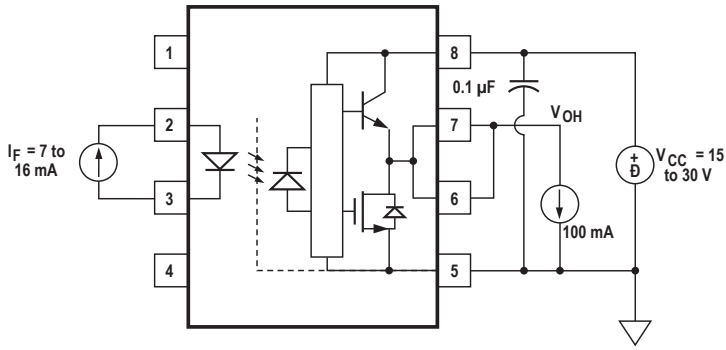 1
8
0.1 µF
2
7
V_OH
I_F = 7 to
16 mA
+
Đ
V_CC = 15
to 30 V
3
6
100 mA
4
5